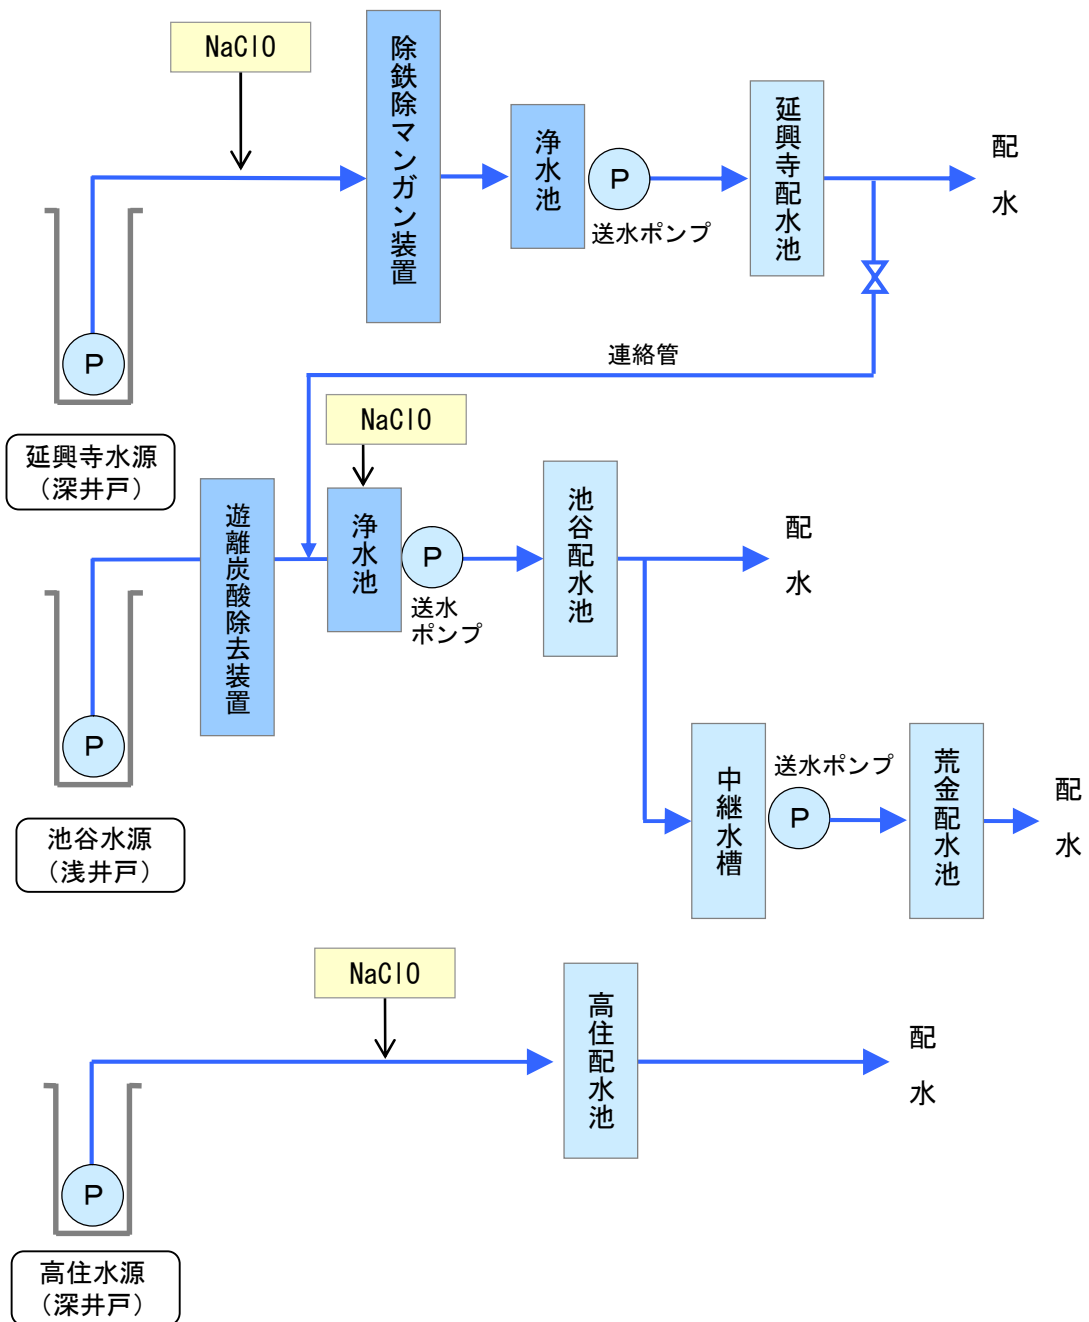 NaClO
除鉄除マンガン装置
浄水池
P
送水ポンプ
延興寺配水池
配水
P
延興寺水源
(深井戸)
連絡管
NaClO
遊離炭酸除去装置
浄水池
P
送水
ポンプ
池谷配水池
配水
P
池谷水源
(浅井戸)
中継水槽
送水ポンプ
P
荒金配水池
配水
NaClO
高住配水池
配水
P
高住水源
(深井戸)